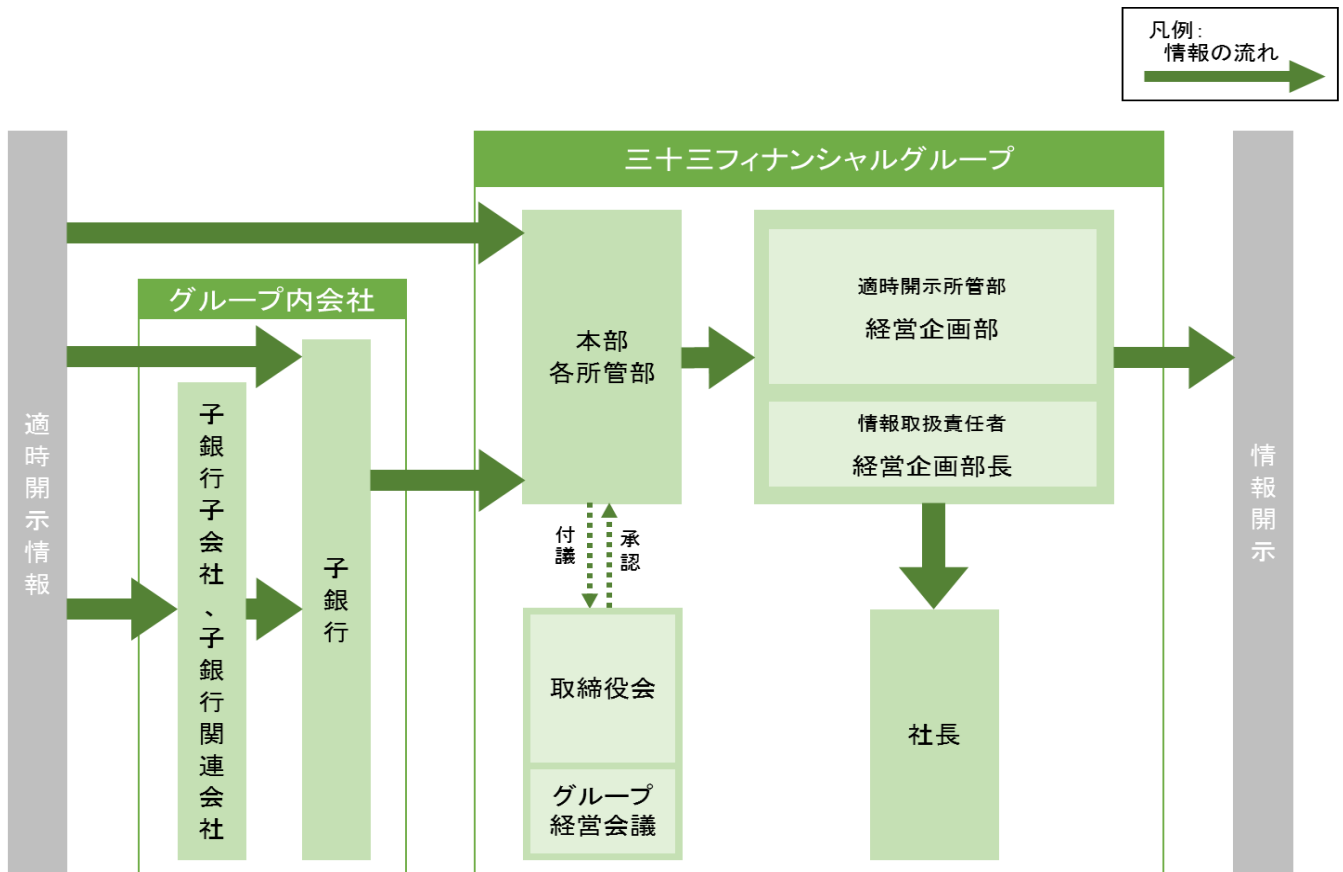 凡例:
情報の流れ
三十三フィナンシャルグループ
適時開示情報
グループ内会社
子銀行子会社、子銀行関連会社
子銀行
本部
各所管部
適時開示所管部
経営企画部
情報取扱責任者
経営企画部長
付議
承認
取締役会
グループ
経営会議
社長
情報開示